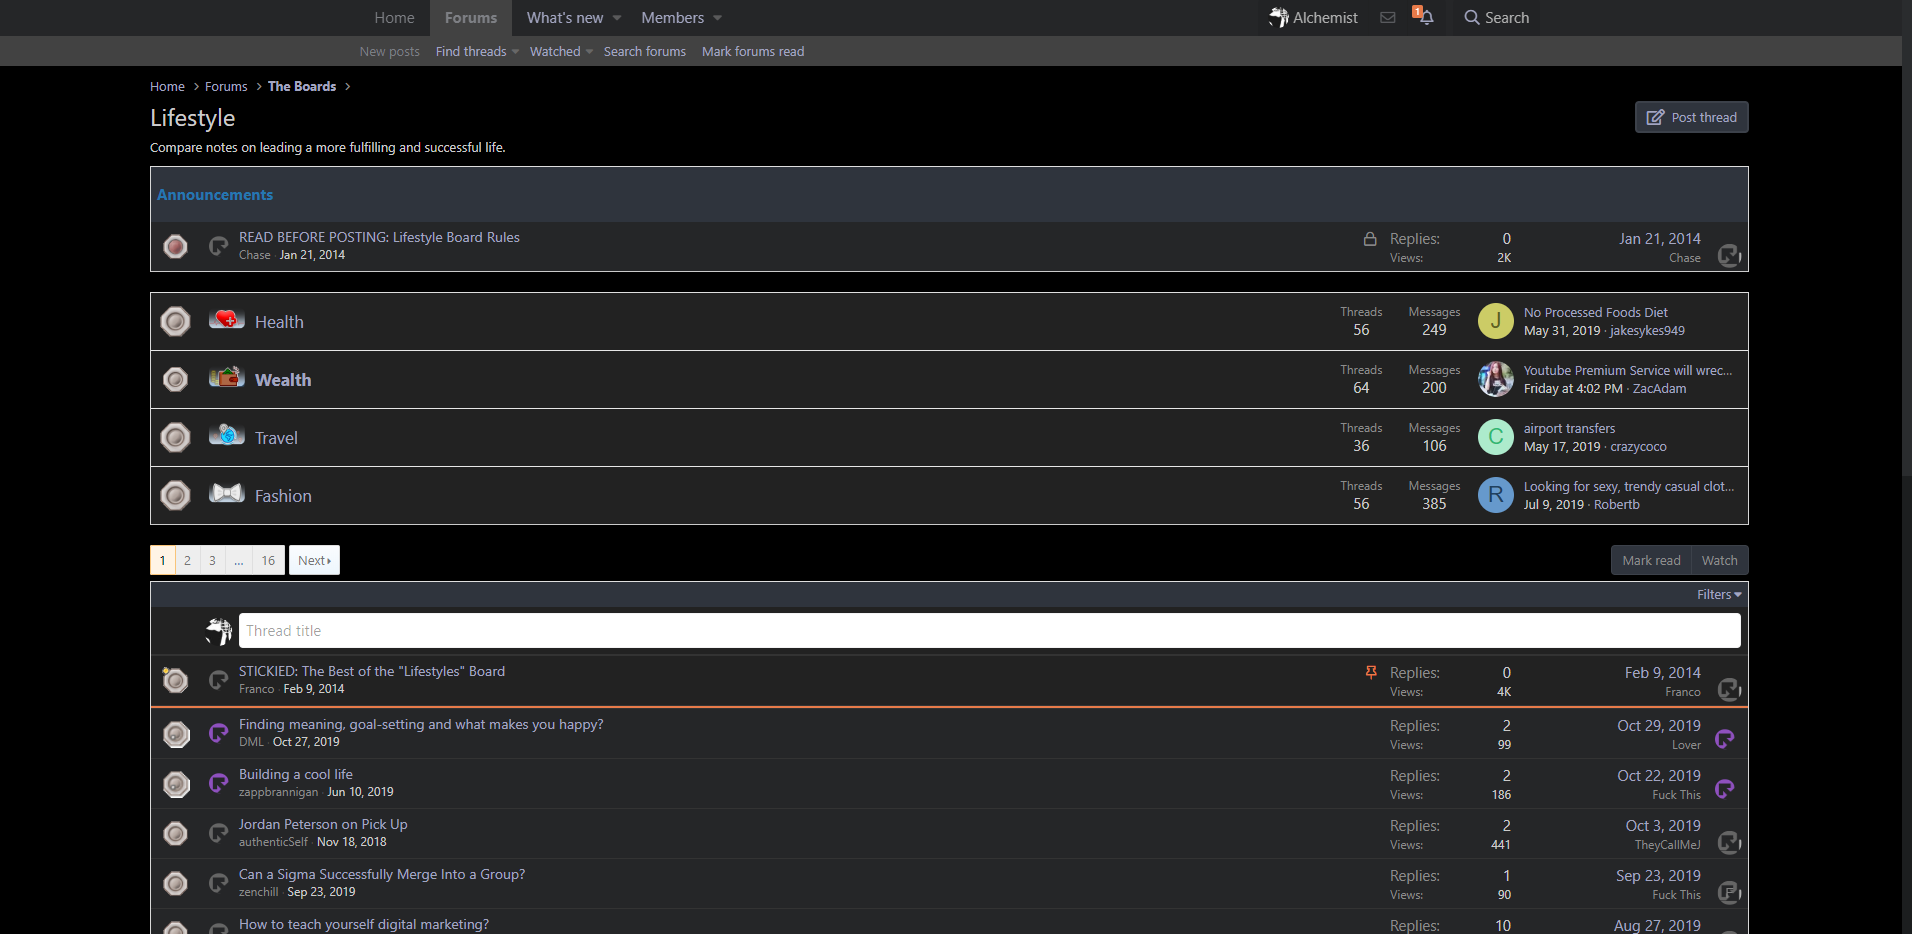 Home Forums What's new Members Alchemist 1 Search
New posts Find threads Watched Search forums Mark forums read
Home > Forums > The Boards >
Lifestyle
Post thread
Compare notes on leading a more fulfilling and successful life.
Announcements
READ BEFORE POSTING: Lifestyle Board Rules
Chase · Jan 21, 2014
Replies: 0
Views: 2K
Jan 21, 2014
Chase
Health
Threads 56
Messages 249
J
No Processed Foods Diet
May 31, 2019 · jakesykes949
Wealth
Threads 64
Messages 200
Youtube Premium Service will wrec...
Friday at 4:02 PM · ZacAdam
Travel
Threads 36
Messages 106
C
airport transfers
May 17, 2019 · crazycoco
Fashion
Threads 56
Messages 385
R
Looking for sexy, trendy casual clot...
Jul 9, 2019 · Robertb
1 2 3 ... 16 Next
Mark read Watch
Filters
Thread title
STICKIED: The Best of the "Lifestyles" Board
Franco · Feb 9, 2014
Replies: 0
Views: 4K
Feb 9, 2014
Franco
Finding meaning, goal-setting and what makes you happy?
DML · Oct 27, 2019
Replies: 2
Views: 99
Oct 29, 2019
Lover
Building a cool life
zappbrannigan · Jun 10, 2019
Replies: 2
Views: 186
Oct 22, 2019
Fuck This
Jordan Peterson on Pick Up
authenticSelf · Nov 18, 2018
Replies: 2
Views: 441
Oct 3, 2019
TheyCallMeJ
Can a Sigma Successfully Merge Into a Group?
zenchill · Sep 23, 2019
Replies: 1
Views: 90
Sep 23, 2019
Fuck This
How to teach yourself digital marketing?
Replies: 10
Aug 27, 2019